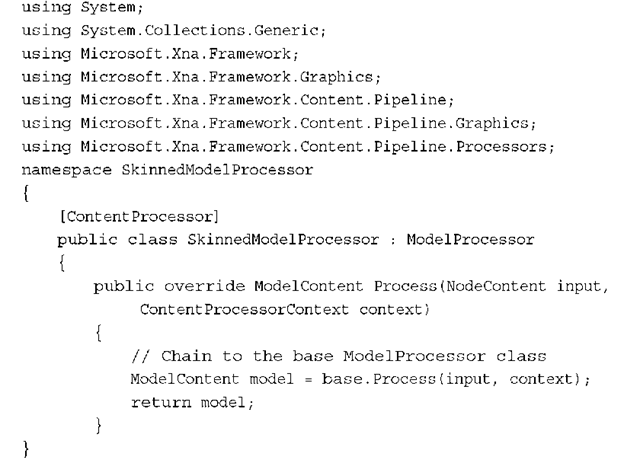 using System;
using System.Collections.Generic;
using Microsoft.Xna.Framework;
using Microsoft.Xna.Framework.Graphics;
using Microsoft.Xna.Framework.Content.Pipeline;
using Microsoft.Xna.Framework.Content.Pipeline.Graphics;
using Microsoft.Xna.Framework.Content.Pipeline.Processors;
namespace SkinnedModelProcessor
{
[ContentProcessor]
public class SkinnedModelProcessor : ModelProcessor
{
public override ModelContent Process(NodeContent input,
ContentProcessorContext context)
{
// Chain to the base ModelProcessor class
ModelContent model = base.Process(input, context);
return model;
}
}